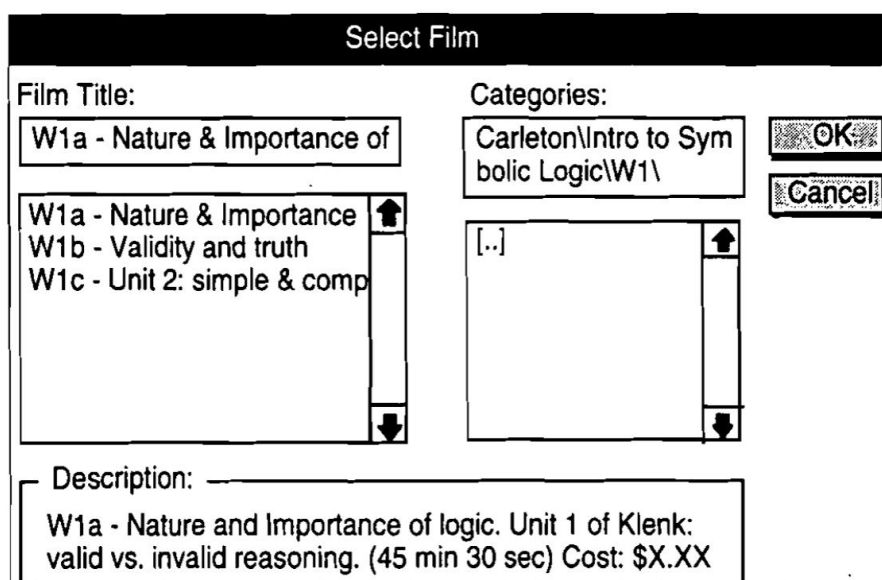 Select Film
Film Title:
W1a - Nature & Importance of
W1a - Nature & Importance
W1b - Validity and truth
W1c - Unit 2: simple & comp
Categories:
Carleton\Intro to Sym
bolic Logic\W1\
[..]
OK
Cancel
Description:
W1a - Nature and Importance of logic. Unit 1 of Klenk:
valid vs. invalid reasoning. (45 min 30 sec) Cost: $X.XX